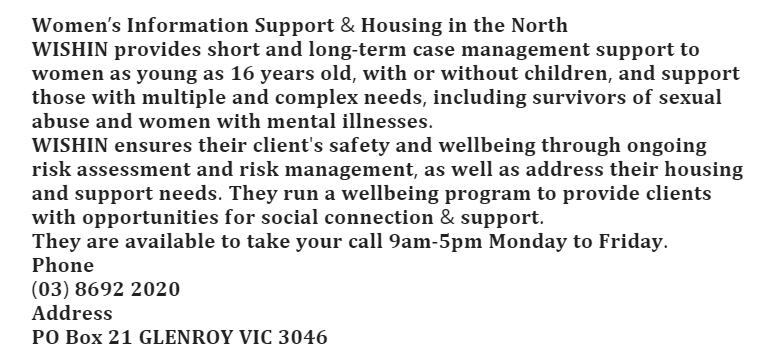 Women's Information Support & Housing in the North
WISHIN provides short and long-term case management support to
women as young as 16 years old, with or without children, and support
those with multiple and complex needs, including survivors of sexual
abuse and women with mental illnesses.
WISHIN ensures their client's safety and wellbeing through ongoing
risk assessment and risk management, as well as address their housing
and support needs. They run a wellbeing program to provide clients
with opportunities for social connection & support.
They are available to take your call 9am-5pm Monday to Friday.
Phone
(03) 8692 2020
Address
PO Box 21 GLENROY VIC 3046